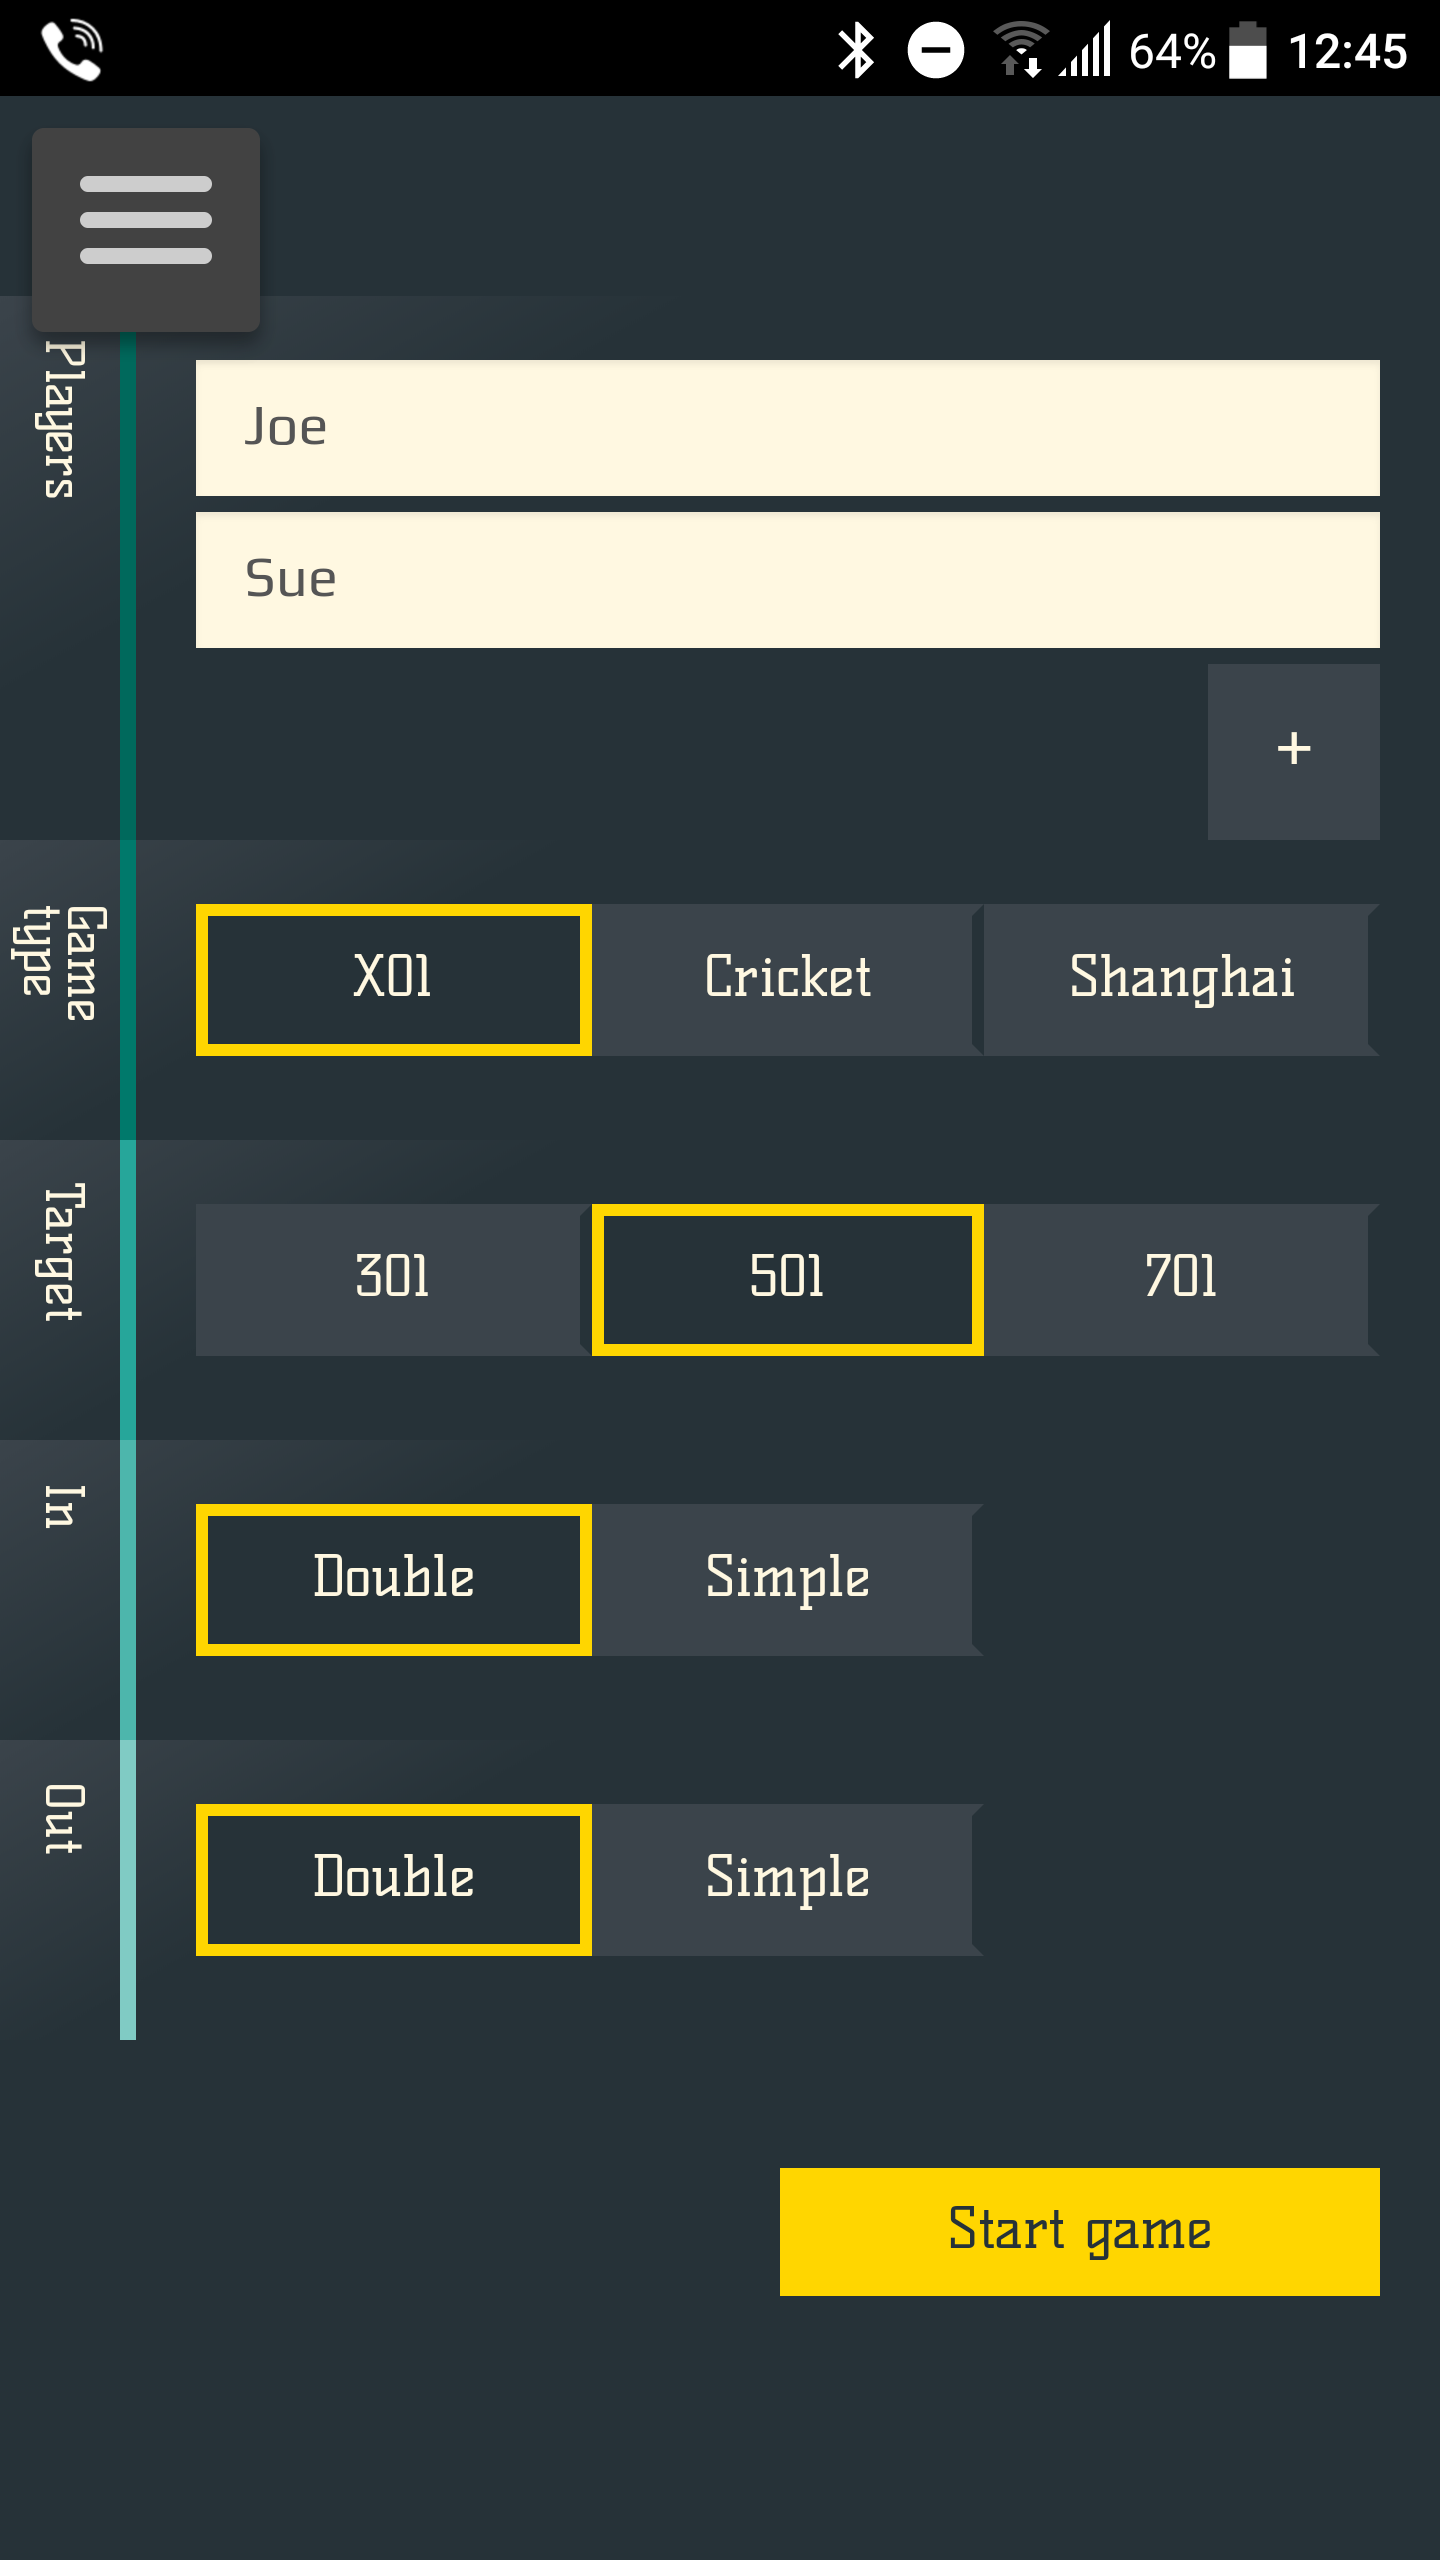 64% 12:45
Players
Joe
Sue
+
Game
type
X01 Cricket Shanghai
Target
301 501 701
In
Double Simple
Out
Double Simple
Start game